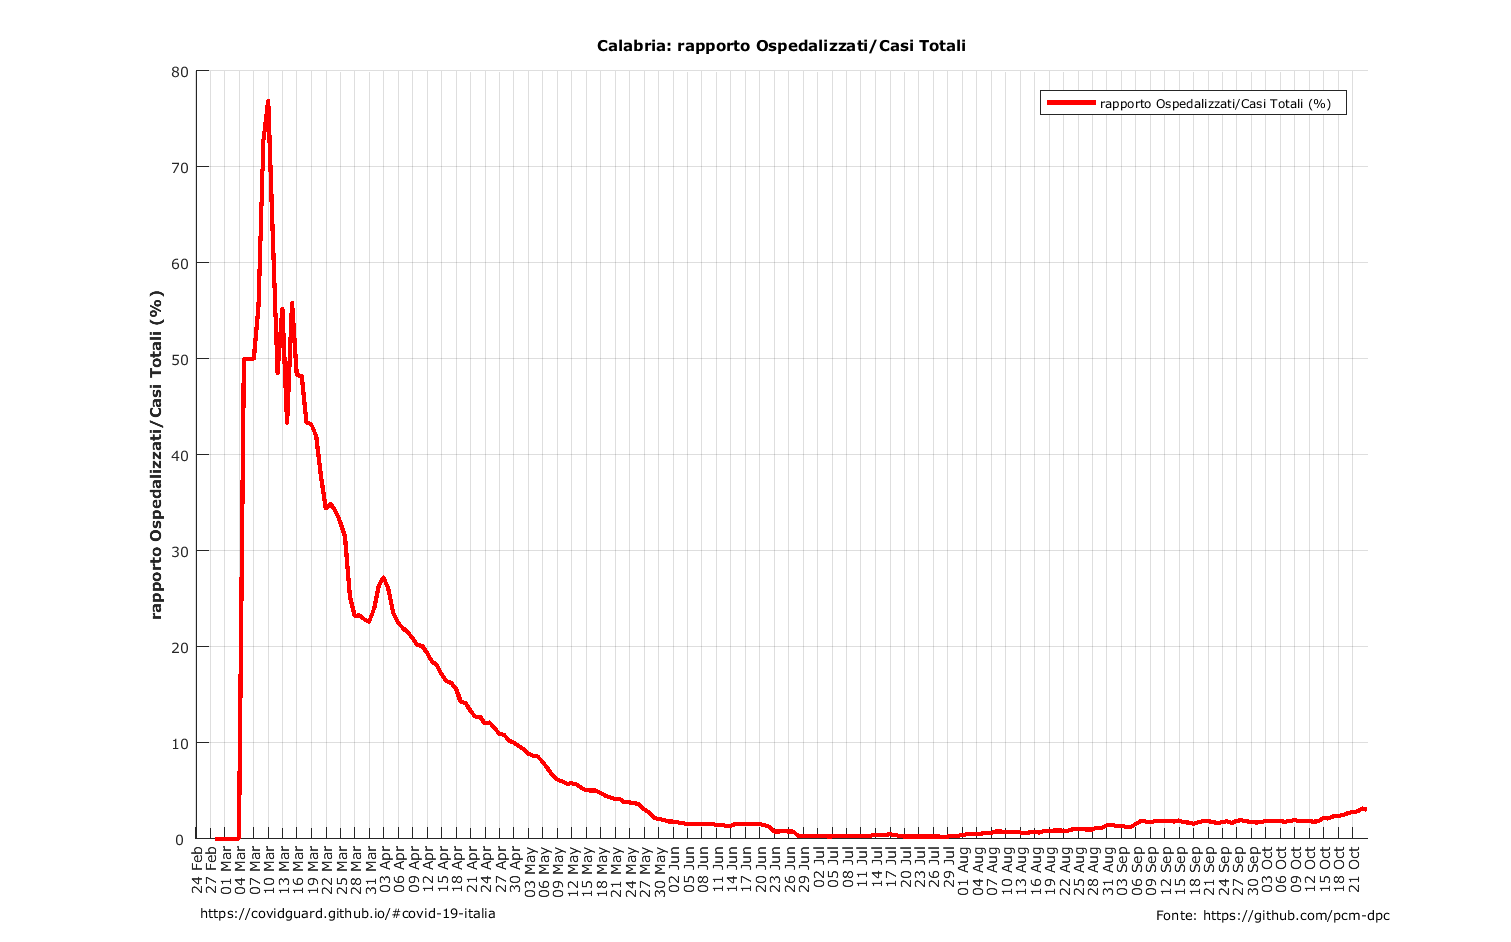 Calabria: rapporto Ospedalizzati/Casi Totali
rapporto Ospedalizzati/Casi Totali (%)
rapporto Ospedalizzati/Casi Totali (%)
80
70
60
50
40
30
20
10
0
24 Feb
27 Feb
01 Mar
04 Mar
07 Mar
10 Mar
13 Mar
16 Mar
19 Mar
22 Mar
25 Mar
28 Mar
31 Mar
03 Apr
06 Apr
09 Apr
12 Apr
15 Apr
18 Apr
21 Apr
24 Apr
27 Apr
30 Apr
03 May
06 May
09 May
12 May
15 May
18 May
21 May
24 May
27 May
30 May
02 Jun
05 Jun
08 Jun
11 Jun
14 Jun
17 Jun
20 Jun
23 Jun
26 Jun
29 Jun
02 Jul
05 Jul
08 Jul
11 Jul
14 Jul
17 Jul
20 Jul
23 Jul
26 Jul
29 Jul
01 Aug
04 Aug
07 Aug
10 Aug
13 Aug
16 Aug
19 Aug
22 Aug
25 Aug
28 Aug
31 Aug
03 Sep
06 Sep
09 Sep
12 Sep
15 Sep
18 Sep
21 Sep
24 Sep
27 Sep
30 Sep
03 Oct
06 Oct
09 Oct
12 Oct
15 Oct
18 Oct
21 Oct
https://covidguard.github.io/#covid-19-italia
Fonte: https://github.com/pcm-dpc